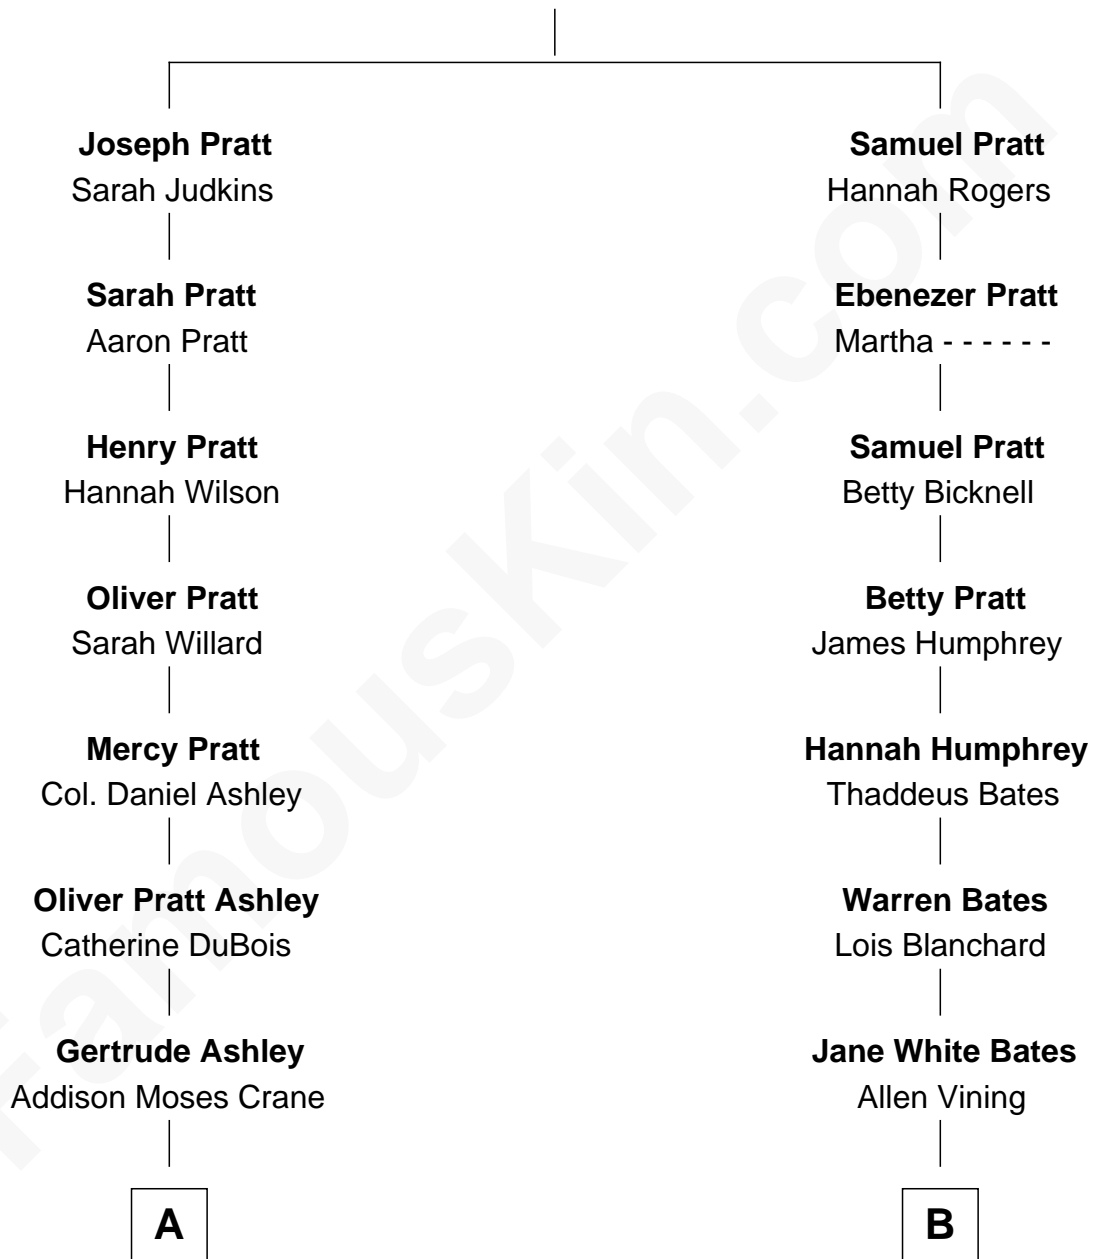 Joseph Pratt
Sarah Judkins
Sarah Pratt
Aaron Pratt
Henry Pratt
Hannah Wilson
Oliver Pratt
Sarah Willard
Mercy Pratt
Col. Daniel Ashley
Oliver Pratt Ashley
Catherine DuBois
Gertrude Ashley
Addison Moses Crane
A
Samuel Pratt
Hannah Rogers
Ebenezer Pratt
Martha - - - - - -
Samuel Pratt
Betty Bicknell
Betty Pratt
James Humphrey
Hannah Humphrey
Thaddeus Bates
Warren Bates
Lois Blanchard
Jane White Bates
Allen Vining
B
FamousKin.com